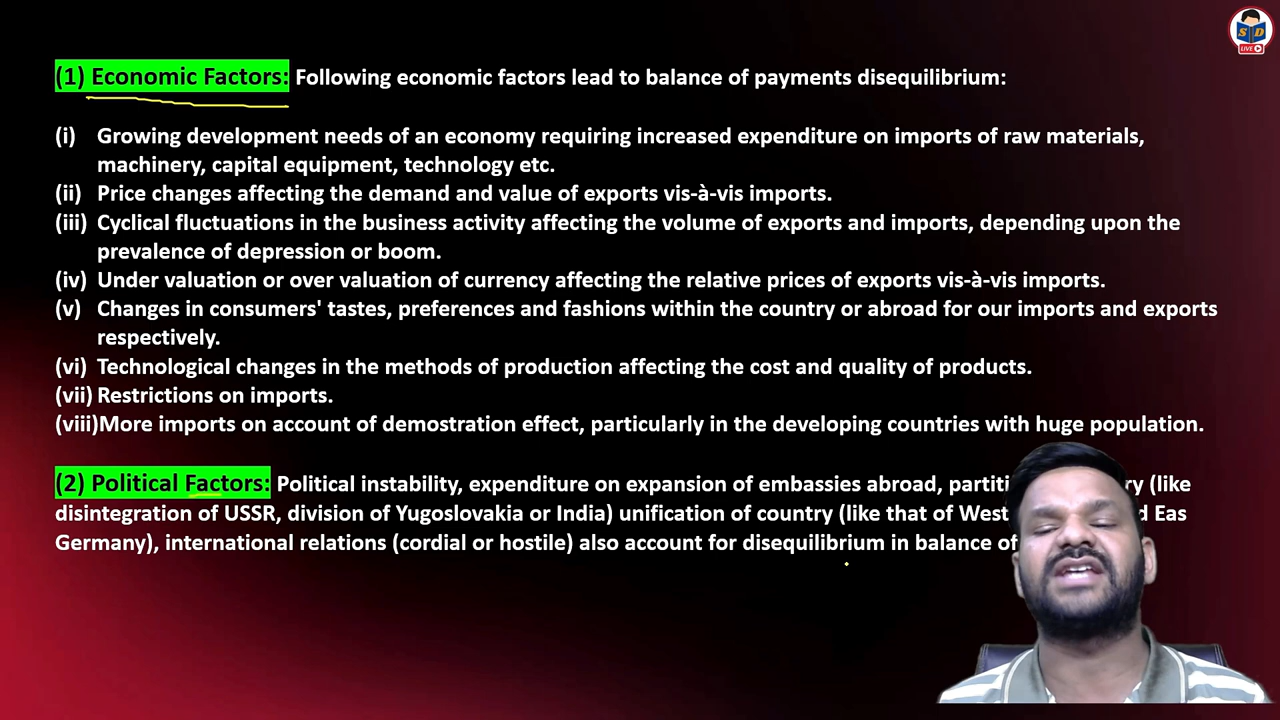 S D
LIVE
(1) Economic Factors: Following economic factors lead to balance of payments disequilibrium:
(i) Growing development needs of an economy requiring increased expenditure on imports of raw materials,
machinery, capital equipment, technology etc.
(ii) Price changes affecting the demand and value of exports vis-à-vis imports.
(iii) Cyclical fluctuations in the business activity affecting the volume of exports and imports, depending upon the
prevalence of depression or boom.
(iv) Under valuation or over valuation of currency affecting the relative prices of exports vis-à-vis imports.
(v) Changes in consumers' tastes, preferences and fashions within the country or abroad for our imports and exports
respectively.
(vi) Technological changes in the methods of production affecting the cost and quality of products.
(vii) Restrictions on imports.
(viii)More imports on account of demostration effect, particularly in the developing countries with huge population.
(2) Political Factors: Political instability, expenditure on expansion of embassies abroad, (like
disintegration of USSR, division of Yugoslovakia or India) unification of country (like that of West Eas
Germany), international relations (cordial or hostile) also account for disequilibrium in balance of